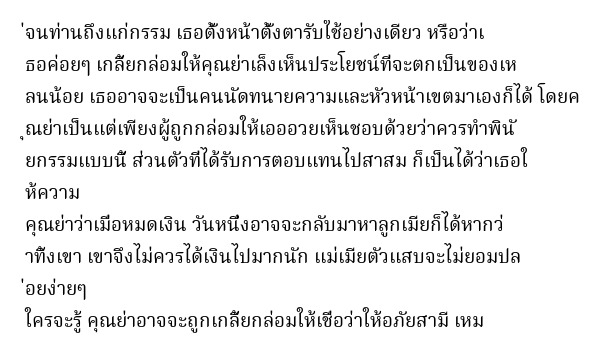 ่จนท่านถึงแก่กรรม เธอตั้งหน้าตั้งตารับใช้อย่างเดียว หรือว่าเ
ธอค่อยๆ เกลี้ยกล่อมให้คุณย่าเล็งเห็นประโยชน์ที่จะตกเป็นของเห
ลนน้อย เธออาจจะเป็นคนนัดทนายความและหัวหน้าเขตมาเองก็ได้ โดยค
ุณย่าเป็นแต่เพียงผู้ถูกกล่อมให้เอออวยเห็นชอบด้วยว่าควรทำพินั
ยกรรมแบบนี้ ส่วนตัวที่ได้รับการตอบแทนไปสาสม ก็เป็นได้ว่าเธอใ
ห้ความ
คุณย่าว่าเมื่อหมดเงิน วันหนึ่งอาจจะกลับมาหาลูกเมียก็ได้หากว่
าทิ้งเขา เขาจึงไม่ควรได้เงินไปมากนัก แม่เมียตัวแสบจะไม่ยอมปล
่อยง่ายๆ
ใครจะรู้ คุณย่าอาจจะถูกเกลี้ยกล่อมให้เชื่อว่าให้อภัยสามี เหม